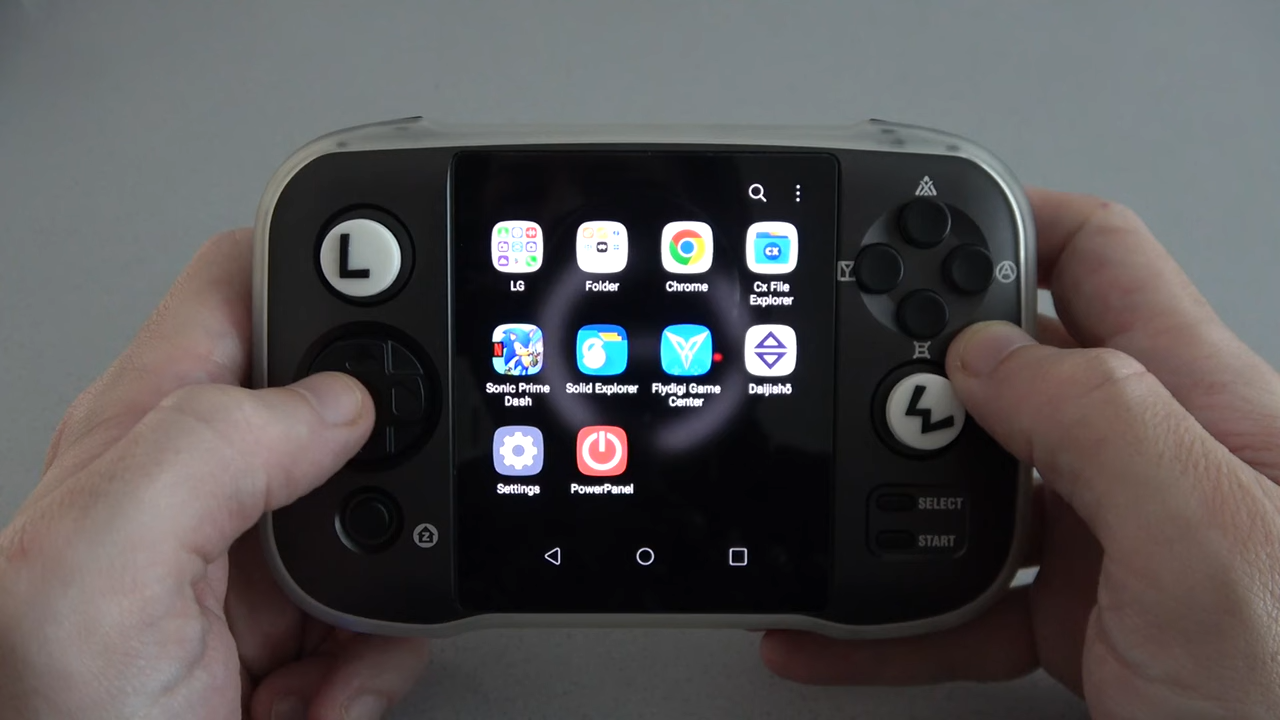 L
LG
Folder
Chrome
CX
Cx File
Explorer
N
Sonic Prime
Dash
Solid Explorer
Flydigi Game
Center
Daijishō
Settings
PowerPanel
Y
A
X
L
SELECT
START
Z